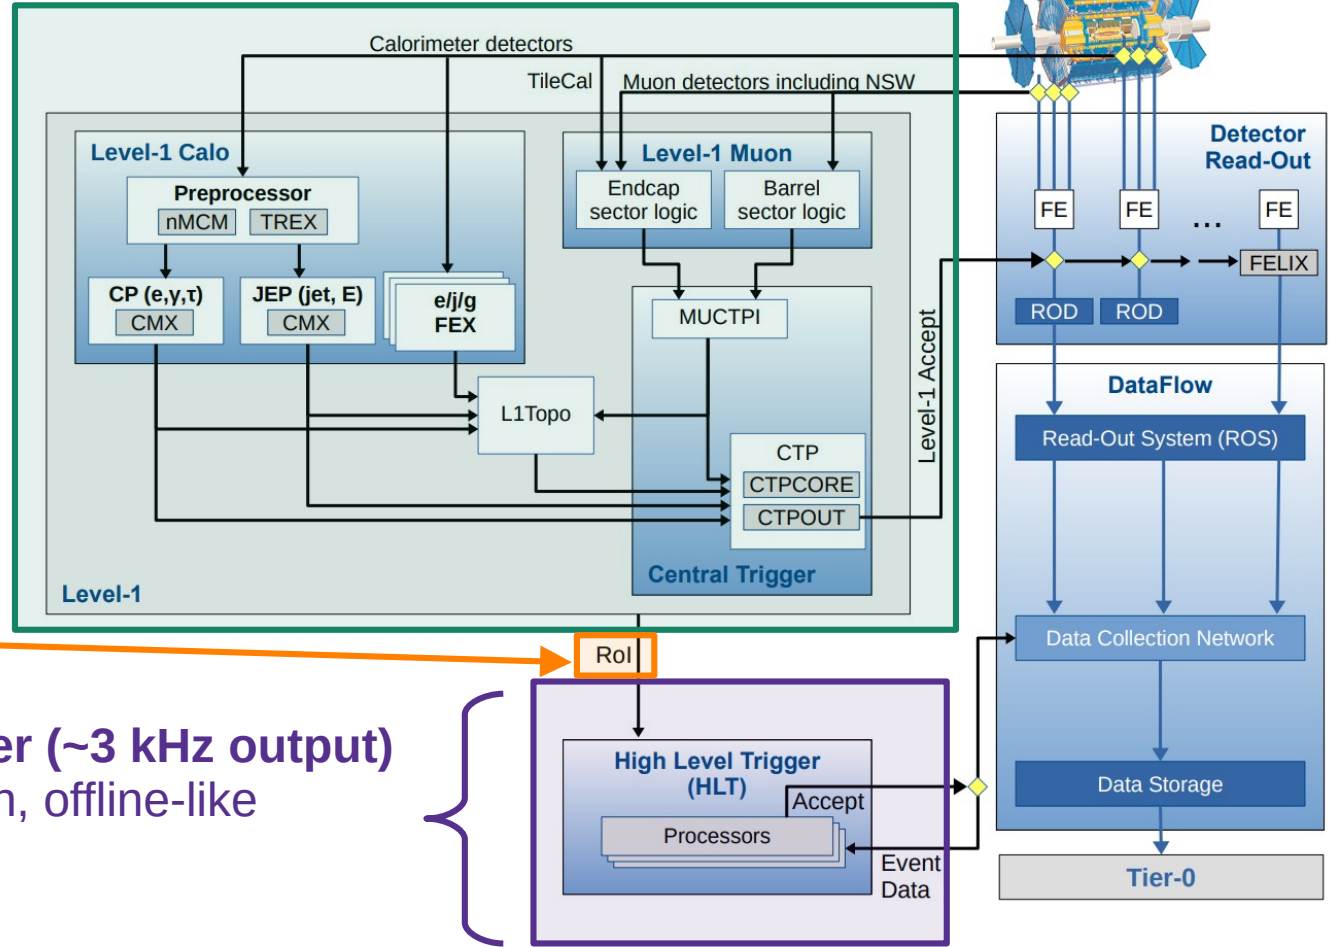 Calorimeter detectors
TileCal
Muon detectors including NSW
Level-1 Calo
Preprocessor
nMCM
TREX
CP (e,γ,τ)
CMX
JEP (jet, E)
CMX
e/j/g
FEX
Level-1 Muon
Endcap
sector logic
Barrel
sector logic
MUCTPI
L1Topo
CTP
CTPCORE
CTPOUT
Central Trigger
Level-1
Level-1 Accept
Detector
Read-Out
FE
FE
...
FE
FELIX
ROD
ROD
DataFlow
Read-Out System (ROS)
Data Collection Network
Data Storage
Tier-0
RoI
er (~3 kHz output)
n, offline-like
High Level Trigger
(HLT)
Accept
Processors
Event
Data